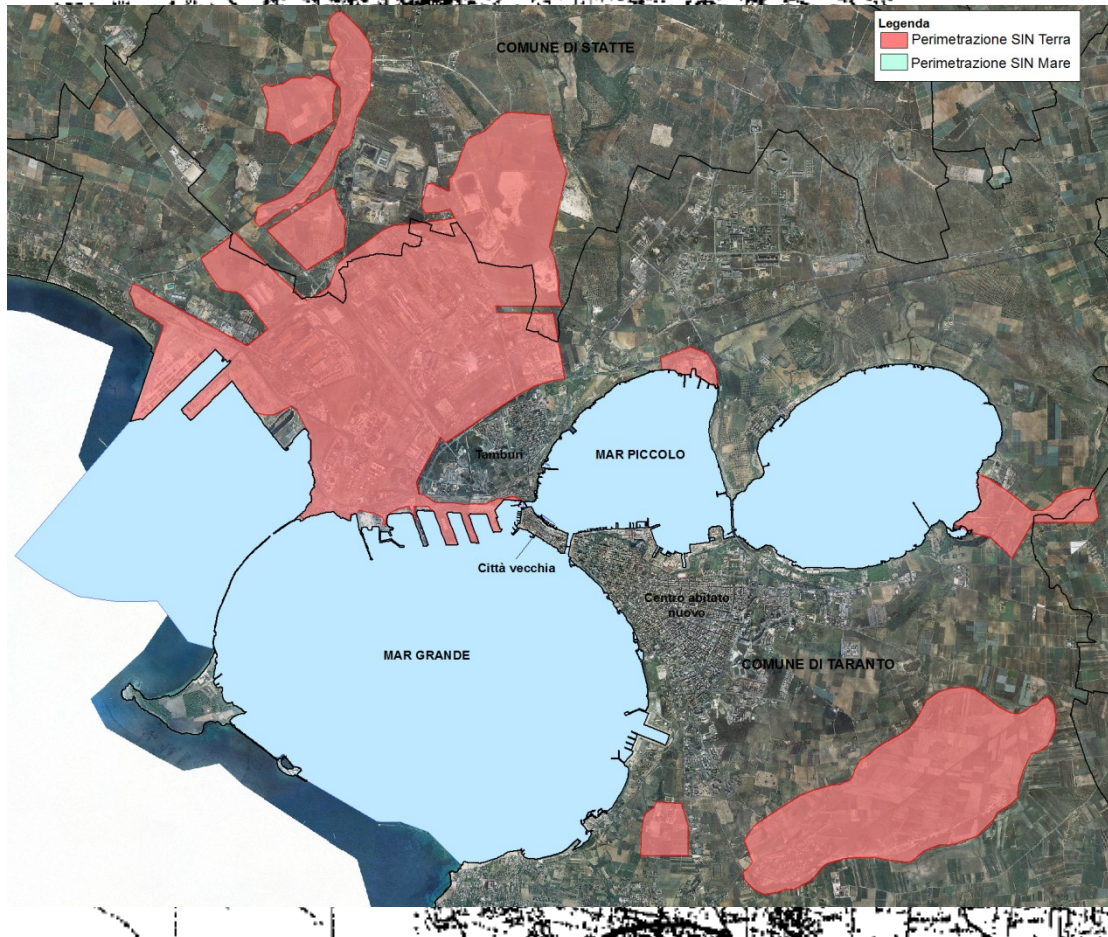 Legenda
Perimetrazione SIN Terra
Perimetrazione SIN Mare
COMUNE DI STATTE
Tamburi
MAR PICCOLO
Città vecchia
Centro abitato
nuovo
MAR GRANDE
COMUNE DI TARANTO